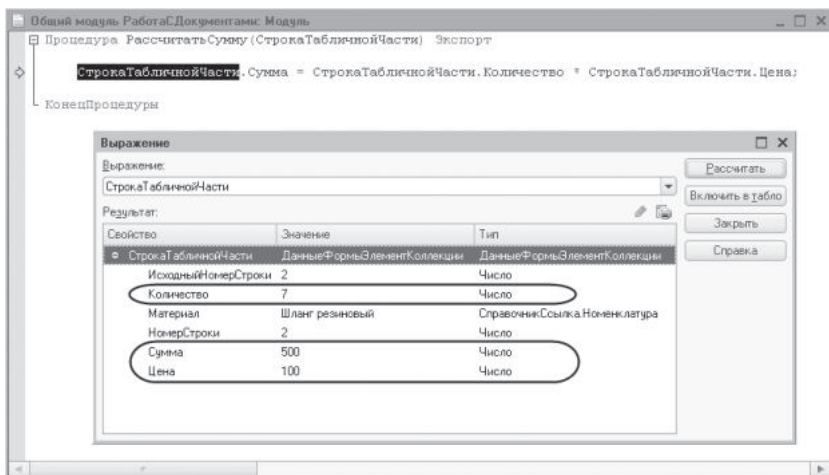 Общий модуль РаботаСДокументами: Модуль
Процедура РассчитатьСумму(СтрокаТабличнойЧасти) Экспорт
СтрокаТабличнойЧасти.Сумма = СтрокаТабличнойЧасти.Количество * СтрокаТабличнойЧасти.Цена;
КонецПроцедуры
Выражение
Выражение:
СтрокаТабличнойЧасти
Рассчитать
Включить в табло
Закрыть
Справка
Результат:
Свойство Значение Тип
СтрокаТабличнойЧасти ДанныеФормыЭлементКоллекции ДанныеФормыЭлементКоллекции
ИсходныйНомерСтроки 2 Число
Количество 7 Число
Материал Шланг резиновый СправочникСсылка.Номенклатура
НомерСтроки 2 Число
Сумма 500 Число
Цена 100 Число